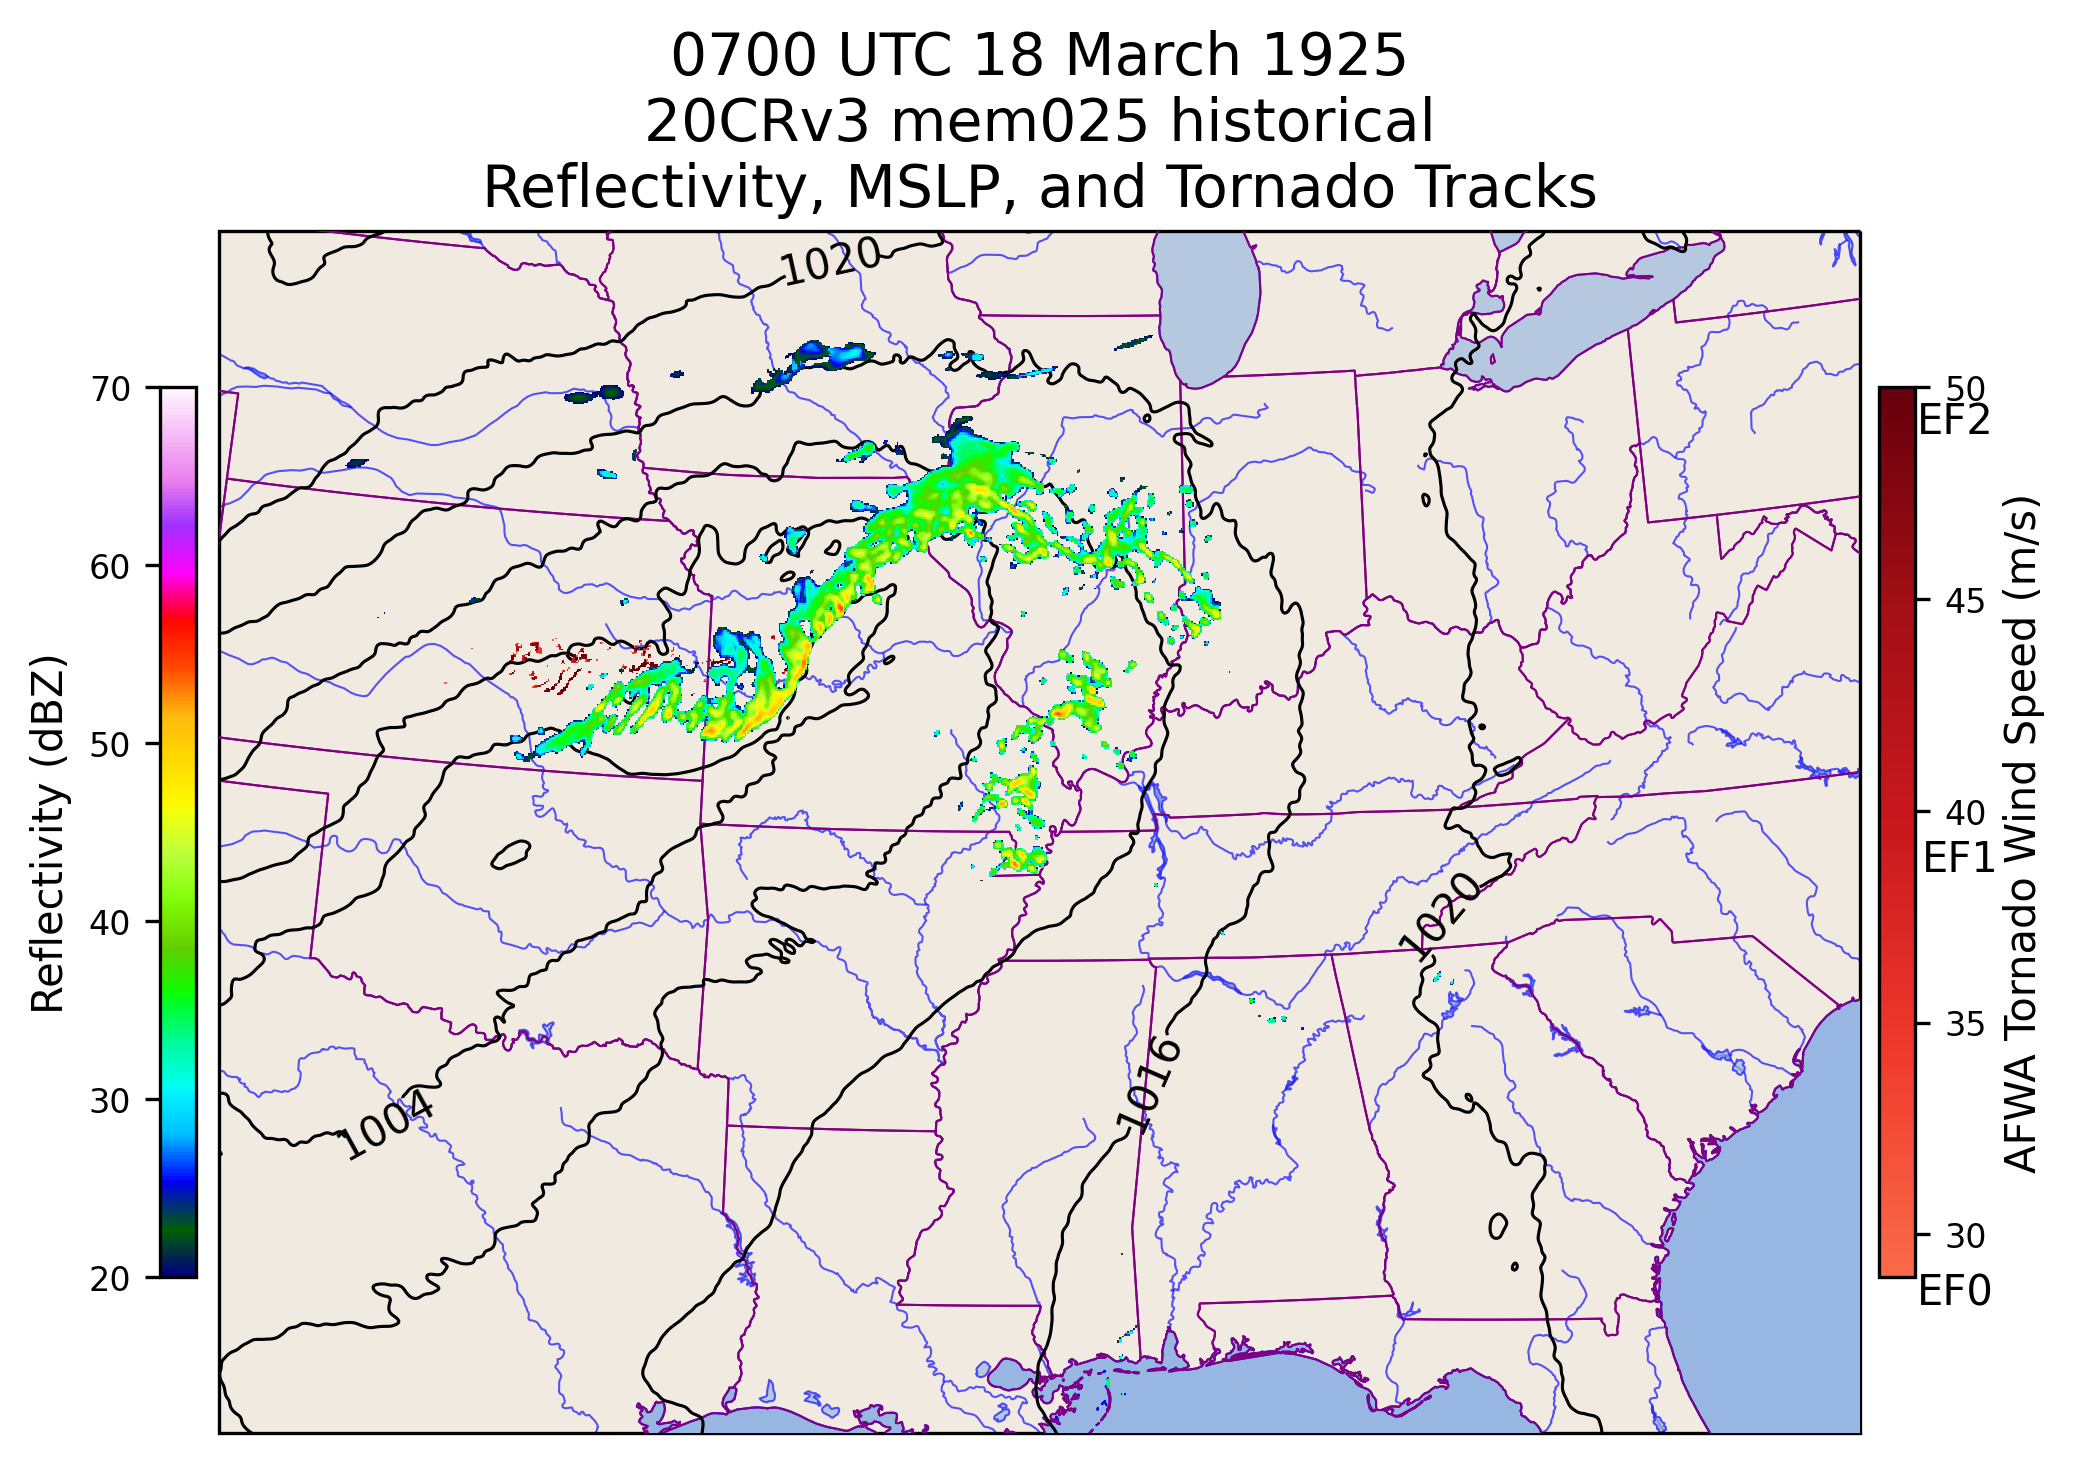 0700 UTC 18 March 1925
20CRv3 mem025 historical
Reflectivity, MSLP, and Tornado Tracks
Reflectivity (dBZ)
70
60
50
40
30
20
1020
1004
1016
1020
50
EF2
45
40
EF1
35
30
EF0
AFWA Tornado Wind Speed (m/s)